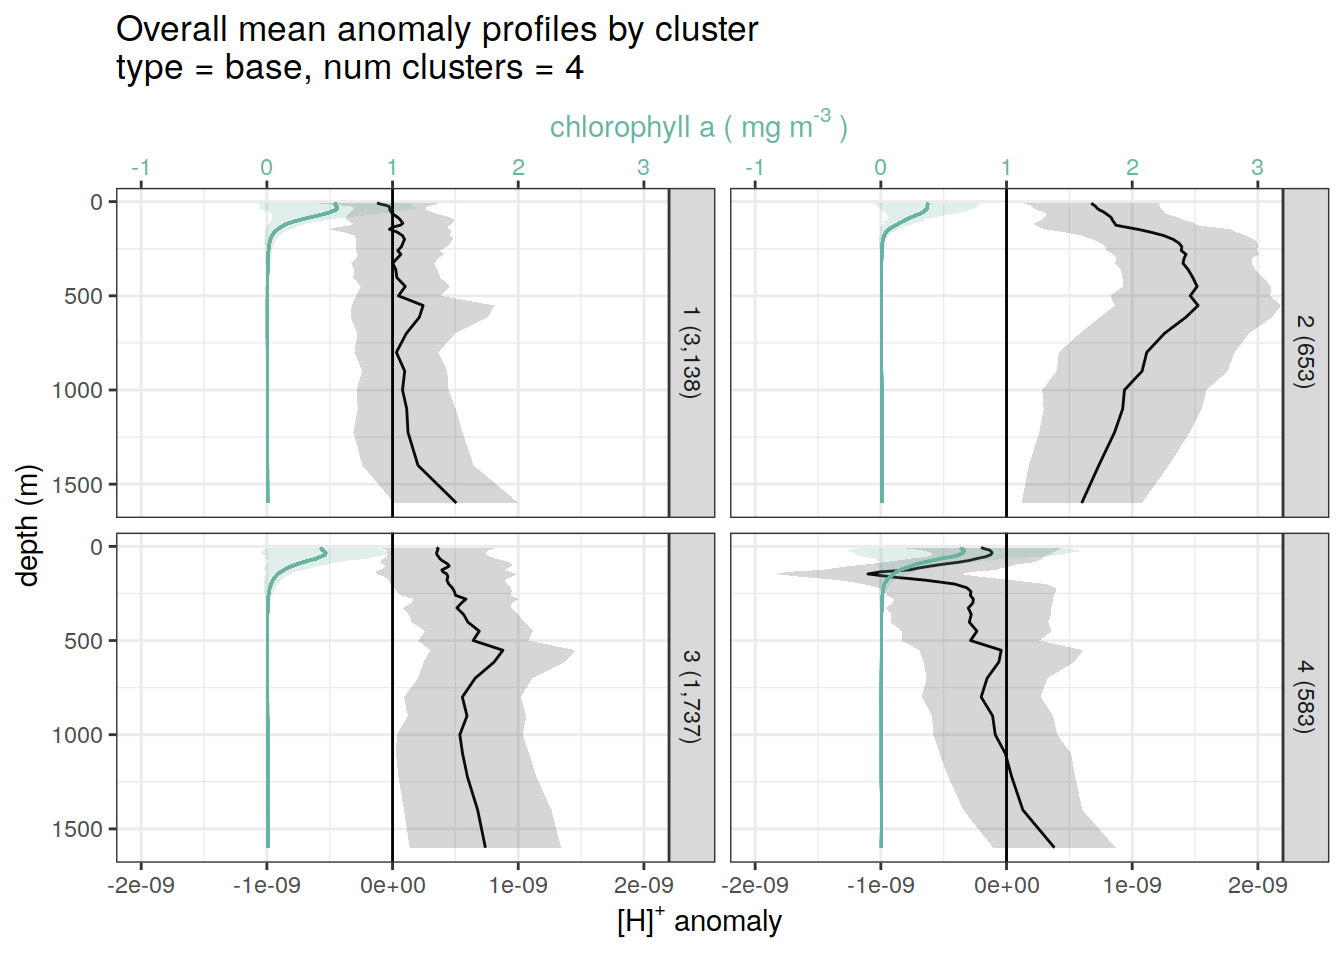 Overall mean anomaly profiles by cluster
type = base, num clusters = 4
chlorophyll a ( mg m-3 )
-1 0 1 2 3 -1 0 1 2 3
0
500
1000
1500
1 (3,138)
2 (653)
depth (m)
0
500
1000
1500
3 (1,737)
4 (583)
-2e-09 -1e-09 0e+00 1e-09 2e-09 -2e-09 -1e-09 0e+00 1e-09 2e-09
[H]+ anomaly